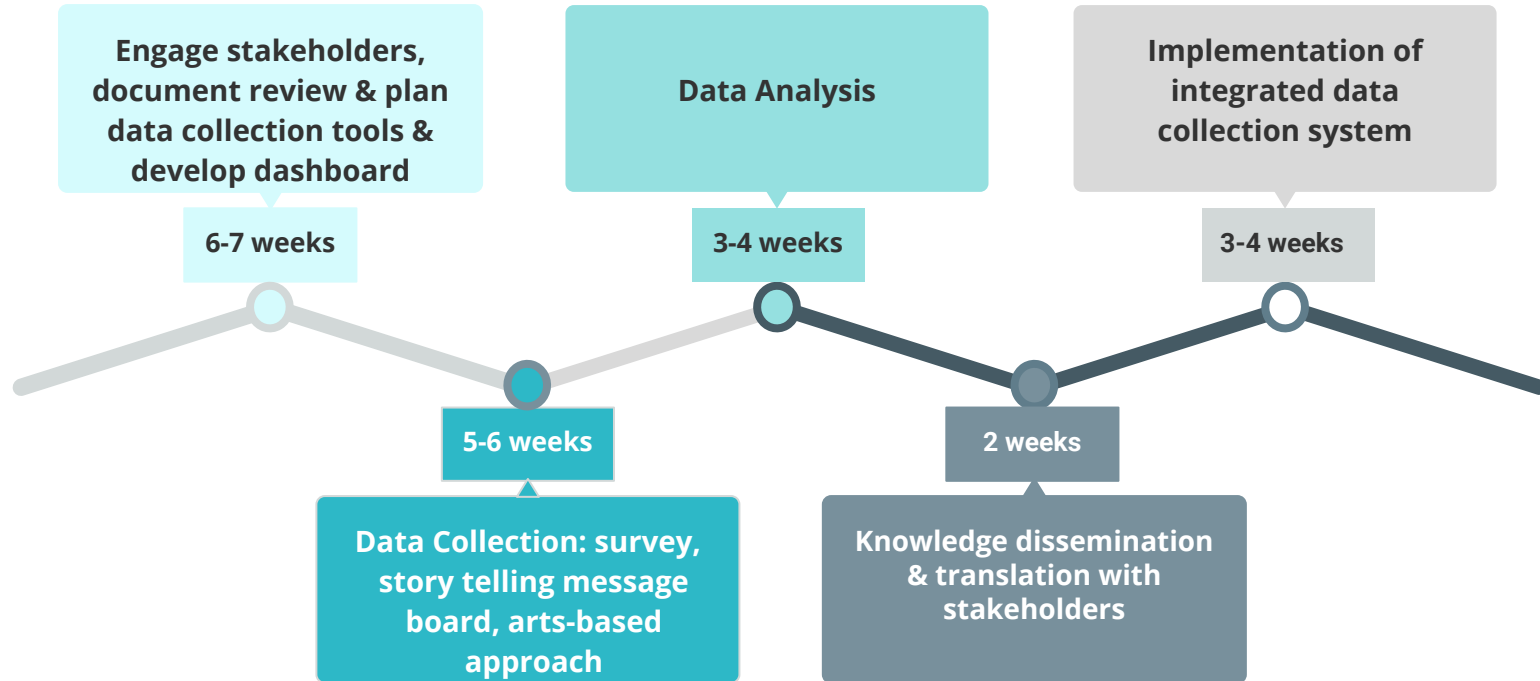 Engage stakeholders,
document review & plan
data collection tools &
develop dashboard
6-7 weeks
5-6 weeks
Data Collection: survey,
story telling message
board, arts-based
approach
Data Analysis
3-4 weeks
2 weeks
Knowledge dissemination
& translation with
stakeholders
Implementation of
integrated data
collection system
3-4 weeks